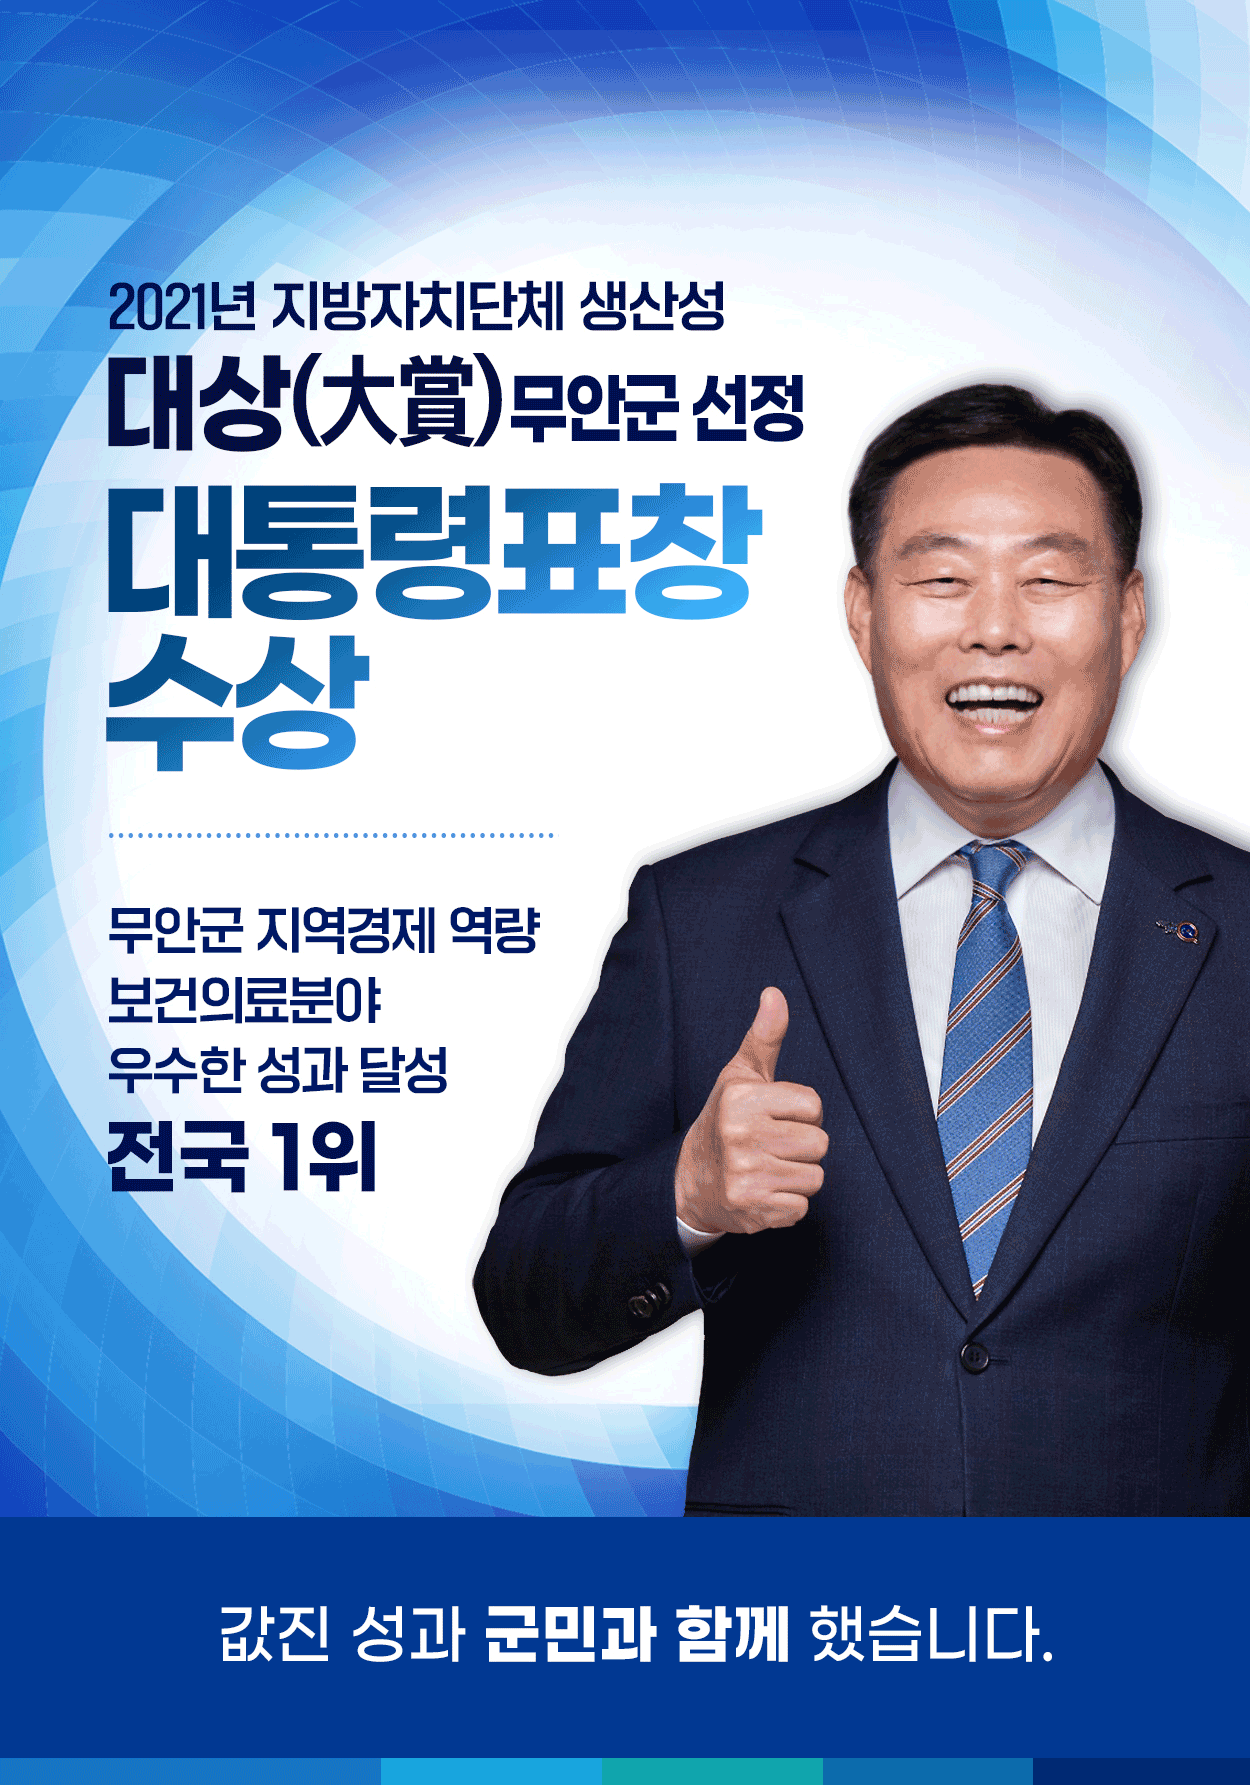 2021년 지방자치단체 생산성
대상(大賞) 무안군 선정
대통령표창
수상
무안군 지역경제 역량
보건의료분야
우수한 성과 달성
전국 1위
값진 성과 군민과 함께 했습니다.